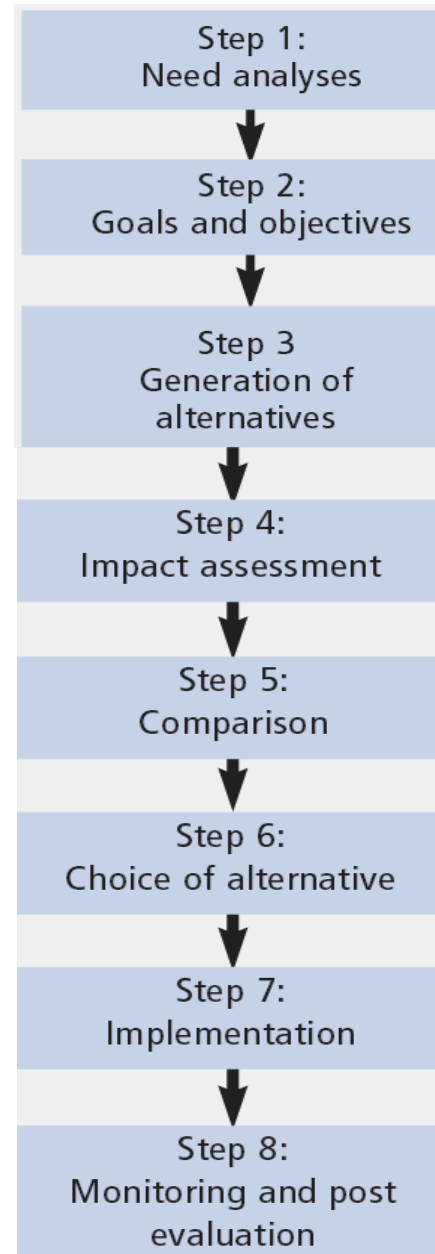 Step 1:
Need analyses
Step 2:
Goals and objectives
Step 3
Generation of
alternatives
Step 4:
Impact assessment
Step 5:
Comparison
Step 6:
Choice of alternative
Step 7:
Implementation
Step 8:
Monitoring and post
evaluation